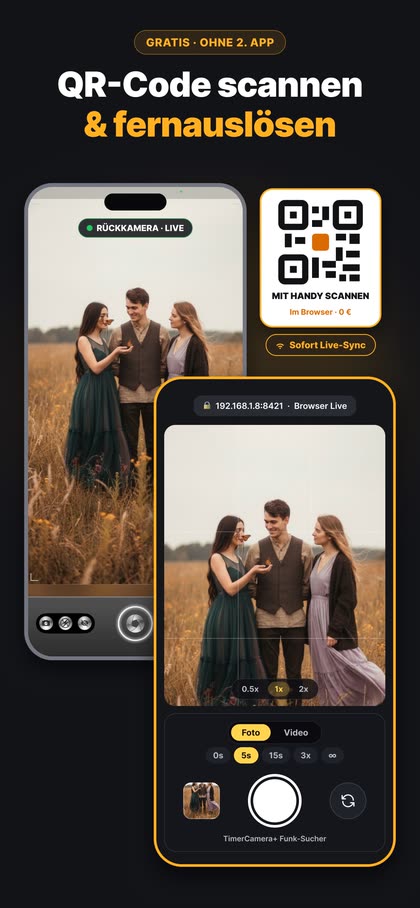 GRATIS · OHNE 2. APP
QR-Code scannen
& fernauslösen
RÜCKKAMERA · LIVE
MIT HANDY SCANNEN
Im Browser · 0 €
Sofort Live-Sync
192.168.1.8:8421 · Browser Live
0.5x 1x 2x
Foto Video
0s 5s 15s 3x ∞
TimerCamera+ Funk-Sucher